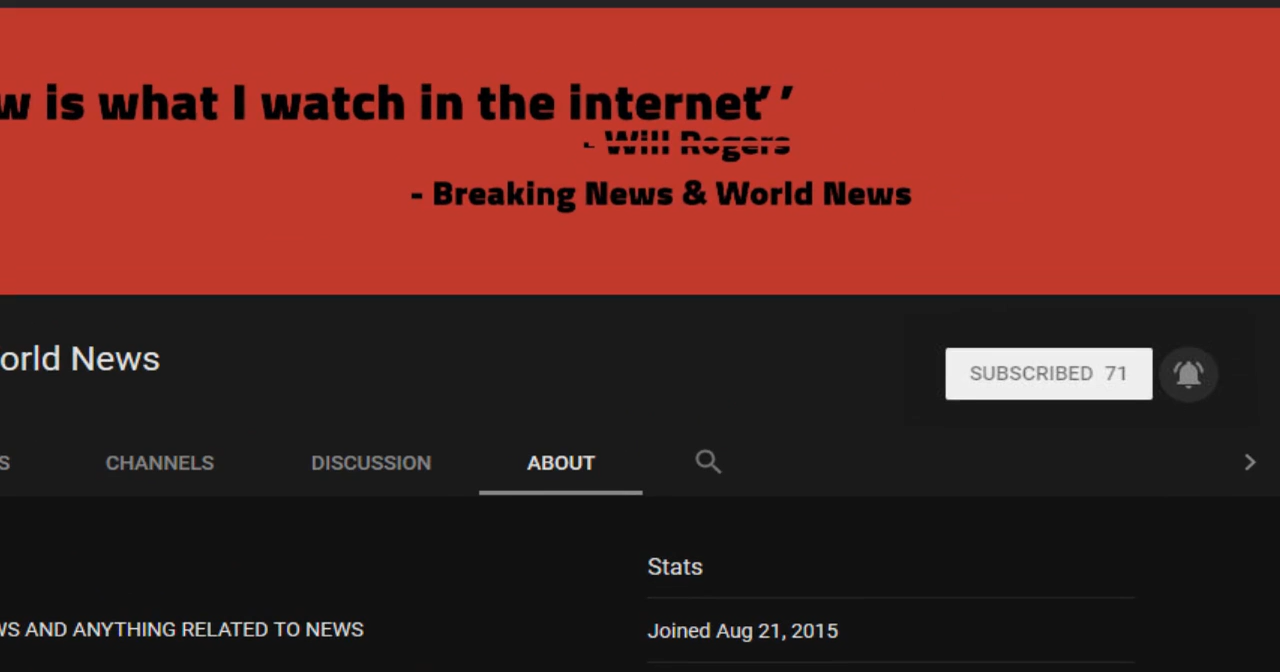 w is what I watch in the internet’’
- Will Rogers
- Breaking News & World News
orld News
SUBSCRIBED 71
S CHANNELS DISCUSSION ABOUT
Stats
WS AND ANYTHING RELATED TO NEWS
Joined Aug 21, 2015